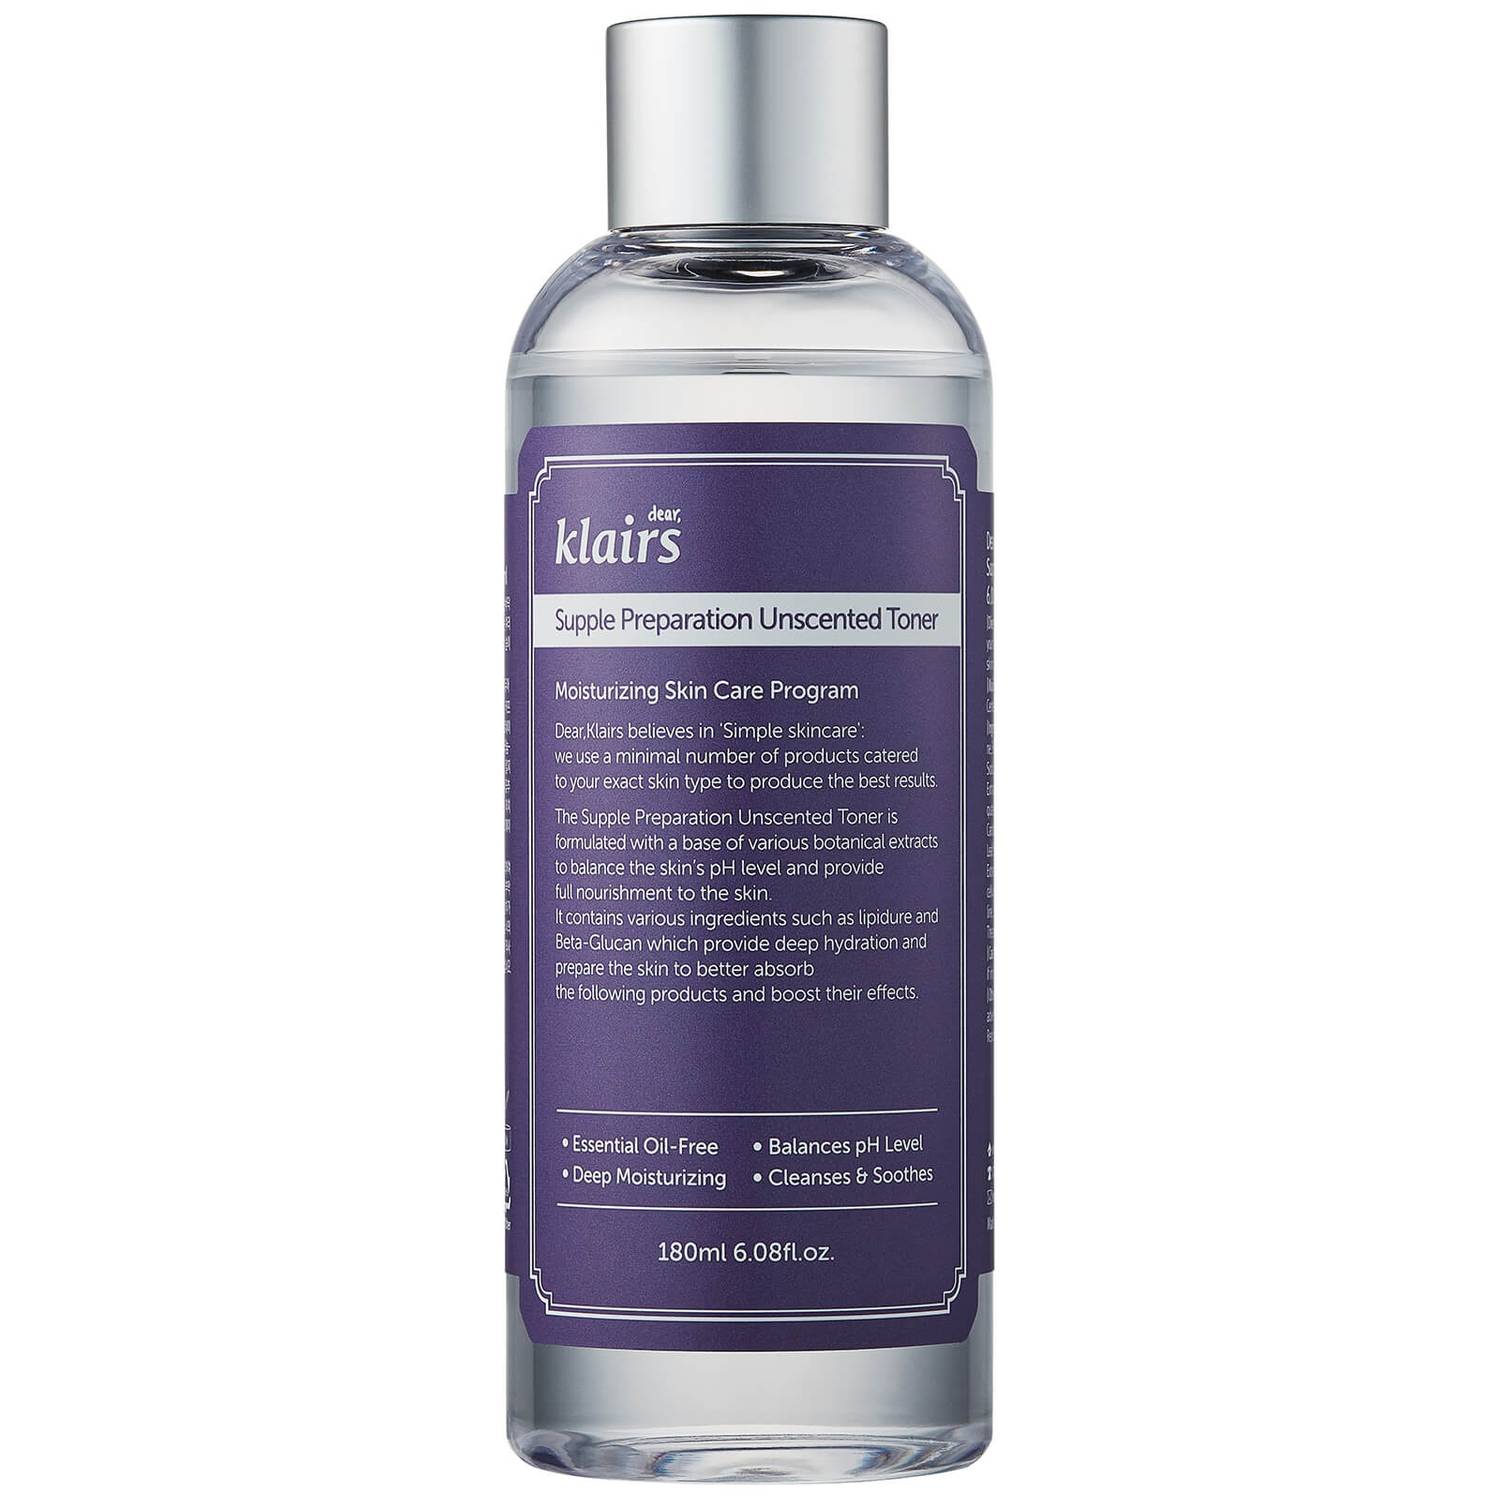 dear,
klairs
Supple Preparation Unscented Toner
Moisturizing Skin Care Program
Dear,Klairs believes in 'Simple skincare':
we use a minimal number of products catered
to your exact skin type to produce the best results.
The Supple Preparation Unscented Toner is
formulated with a base of various botanical extracts
to balance the skin's pH level and provide
full nourishment to the skin.
It contains various ingredients such as lipidure and
Beta-Glucan which provide deep hydration and
prepare the skin to better absorb
the following products and boost their effects.
• Essential Oil-Free • Balances pH Level
• Deep Moisturizing • Cleanses & Soothes
180ml 6.08fl.oz.